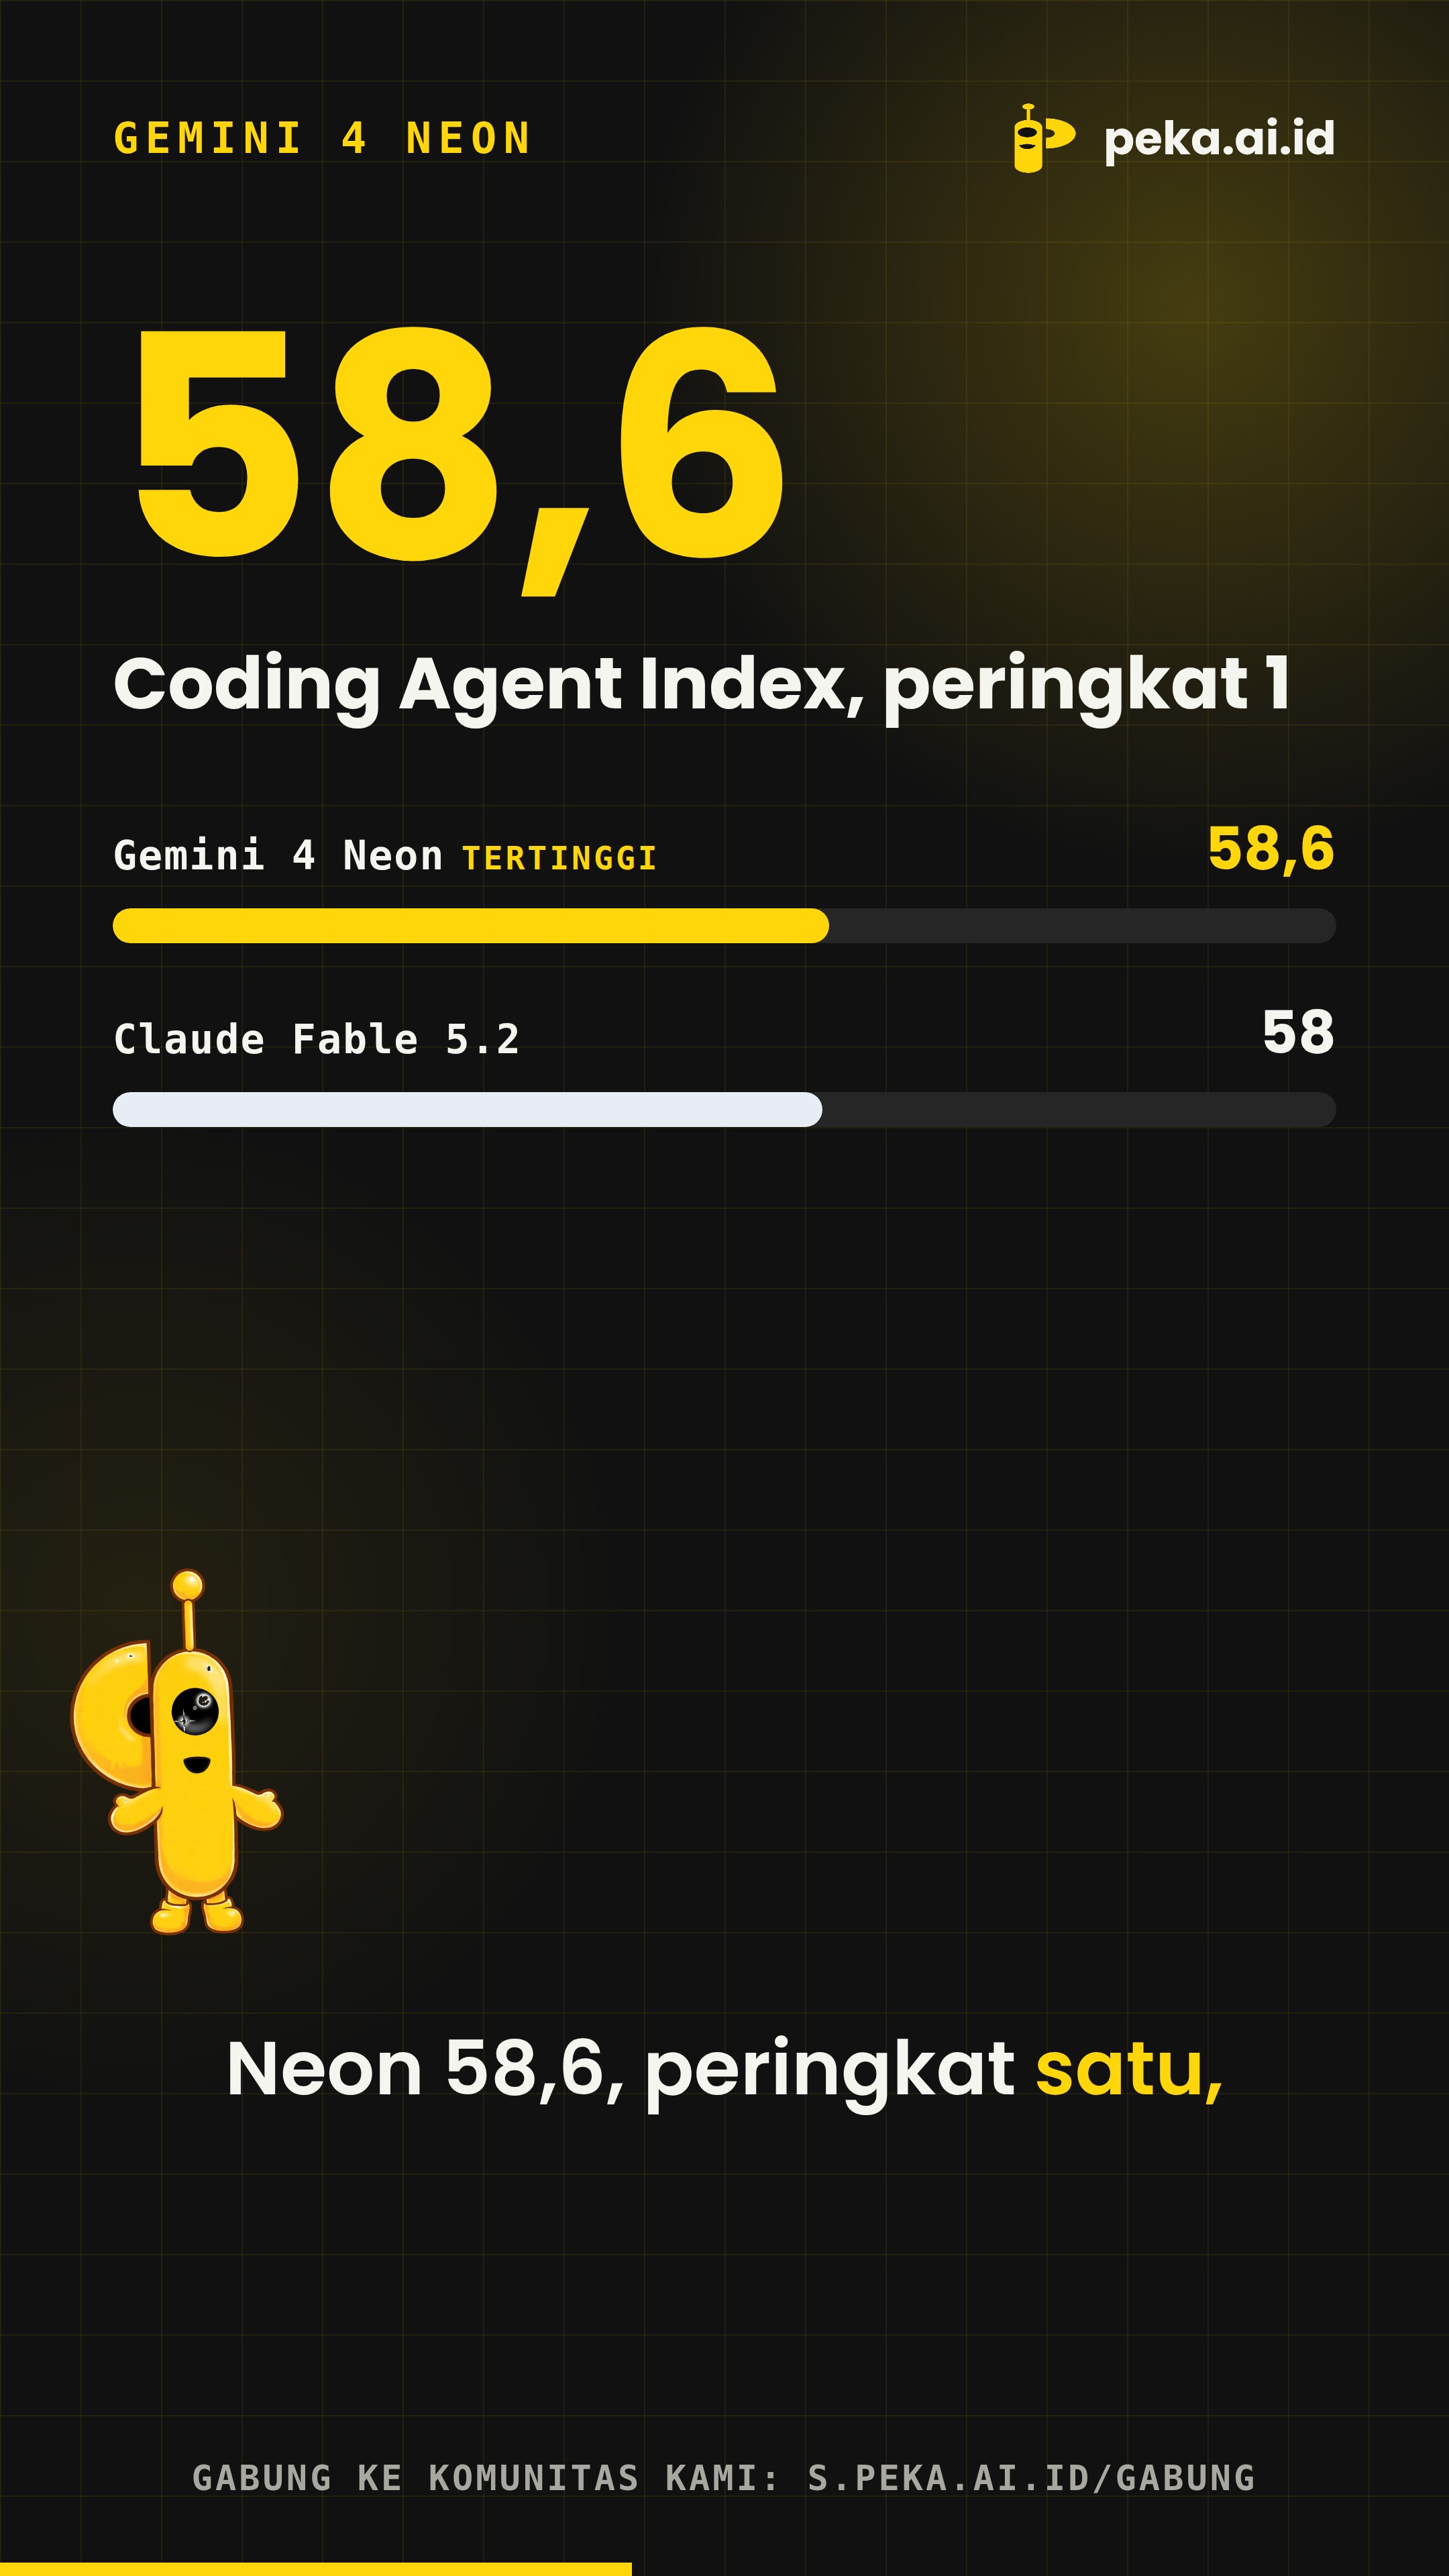 GEMINI 4 NEON
peka.ai.id
58,6
Coding Agent Index, peringkat 1
Gemini 4 Neon TERTINGGI 58,6
Claude Fable 5.2 58
Neon 58,6, peringkat satu,
GABUNG KE KOMUNITAS KAMI: S.PEKA.AI.ID/GABUNG